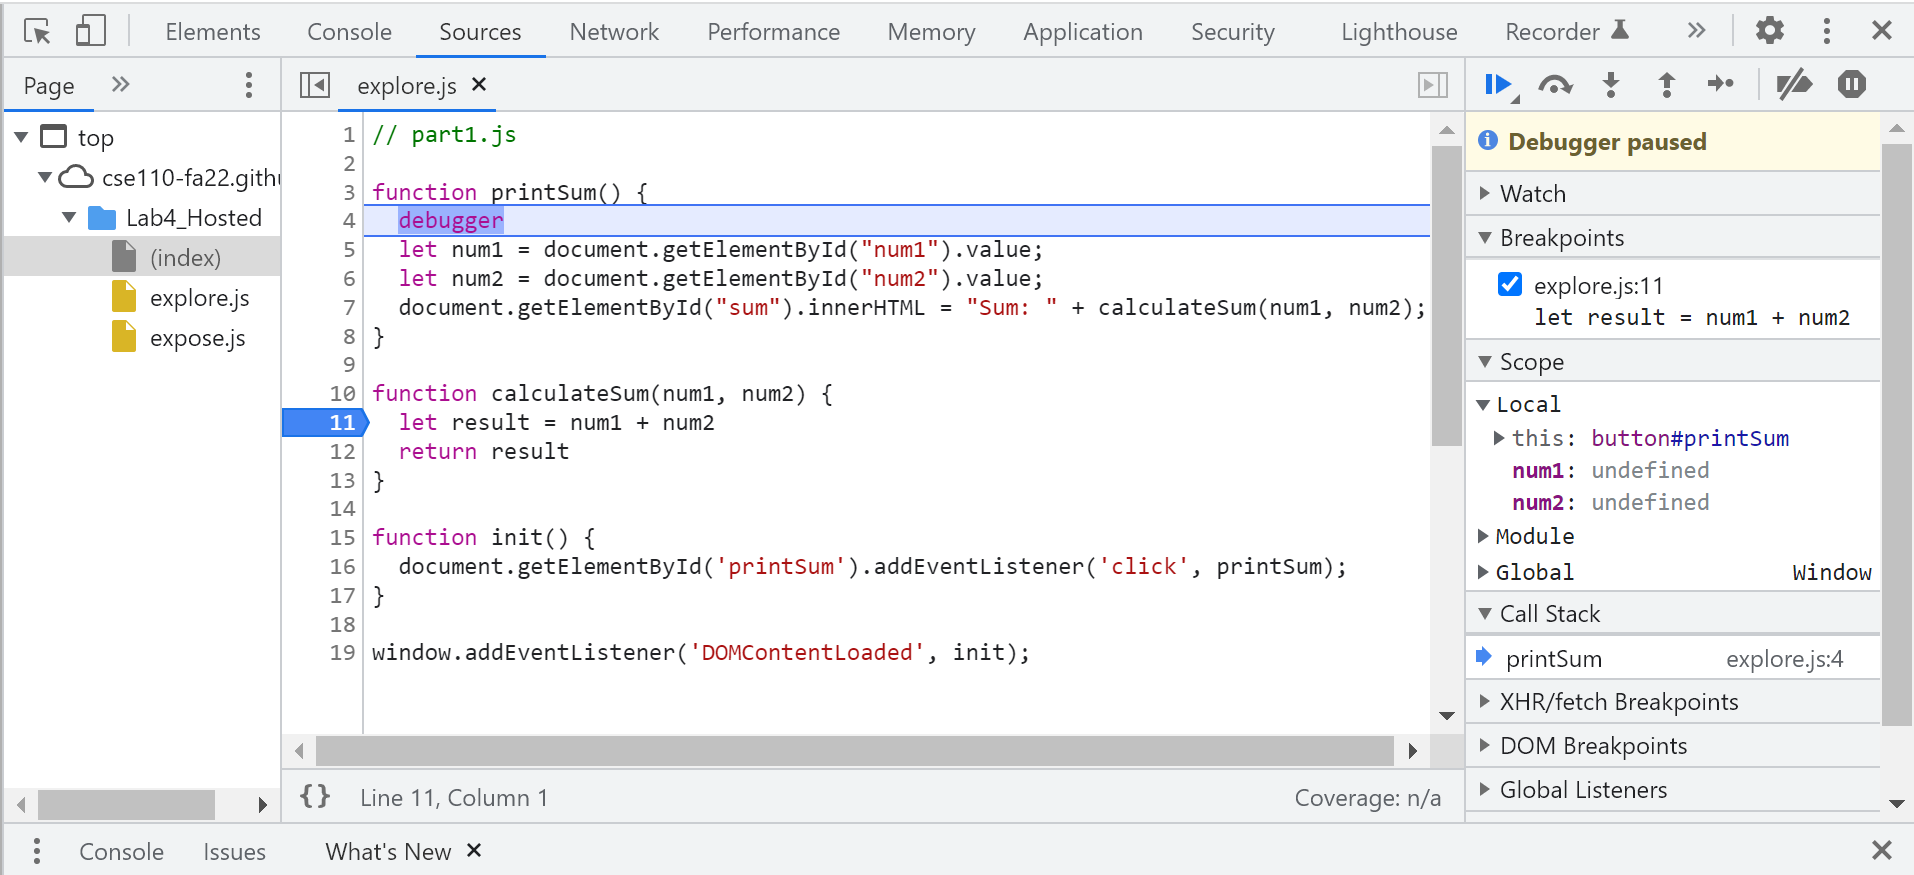 Elements Console Sources Network Performance Memory Application Security Lighthouse Recorder
Page
explore.js
top
cse110-fa22.githu
Lab4_Hosted
(index)
explore.js
expose.js
1 // part1.js
2
3 function printSum() {
4   debugger
5   let num1 = document.getElementById("num1").value;
6   let num2 = document.getElementById("num2").value;
7   document.getElementById("sum").innerHTML = "Sum: " + calculateSum(num1, num2);
8 }
9
10 function calculateSum(num1, num2) {
11   let result = num1 + num2
12   return result
13 }
14
15 function init() {
16   document.getElementById('printSum').addEventListener('click', printSum);
17 }
18
19 window.addEventListener('DOMContentLoaded', init);
{} Line 11, Column 1 Coverage: n/a
Debugger paused
Watch
Breakpoints
explore.js:11
let result = num1 + num2
Scope
Local
this: button#printSum
num1: undefined
num2: undefined
Module
Global Window
Call Stack
printSum explore.js:4
XHR/fetch Breakpoints
DOM Breakpoints
Global Listeners
Console Issues What's New